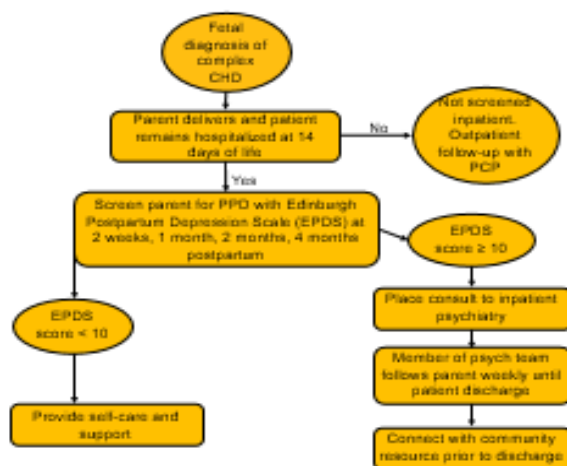 Fetal
diagnosis of
complex
CHD
Parent delivers and patient
remains hospitalized at 14
days of life
No
Not screened
inpatient.
Outpatient
follow-up with
PCP
Yes
Screen parent for PPD with Edinburgh
Postpartum Depression Scale (EPDS) at
2 weeks, 1 month, 2 months, 4 months
postpartum
EPDS
score ≥ 10
Place consult to inpatient
psychiatry
EPDS
score < 10
Member of psych team
follows parent weekly until
patient discharge
Provide self-care and
support
Connect with community
resource prior to discharge